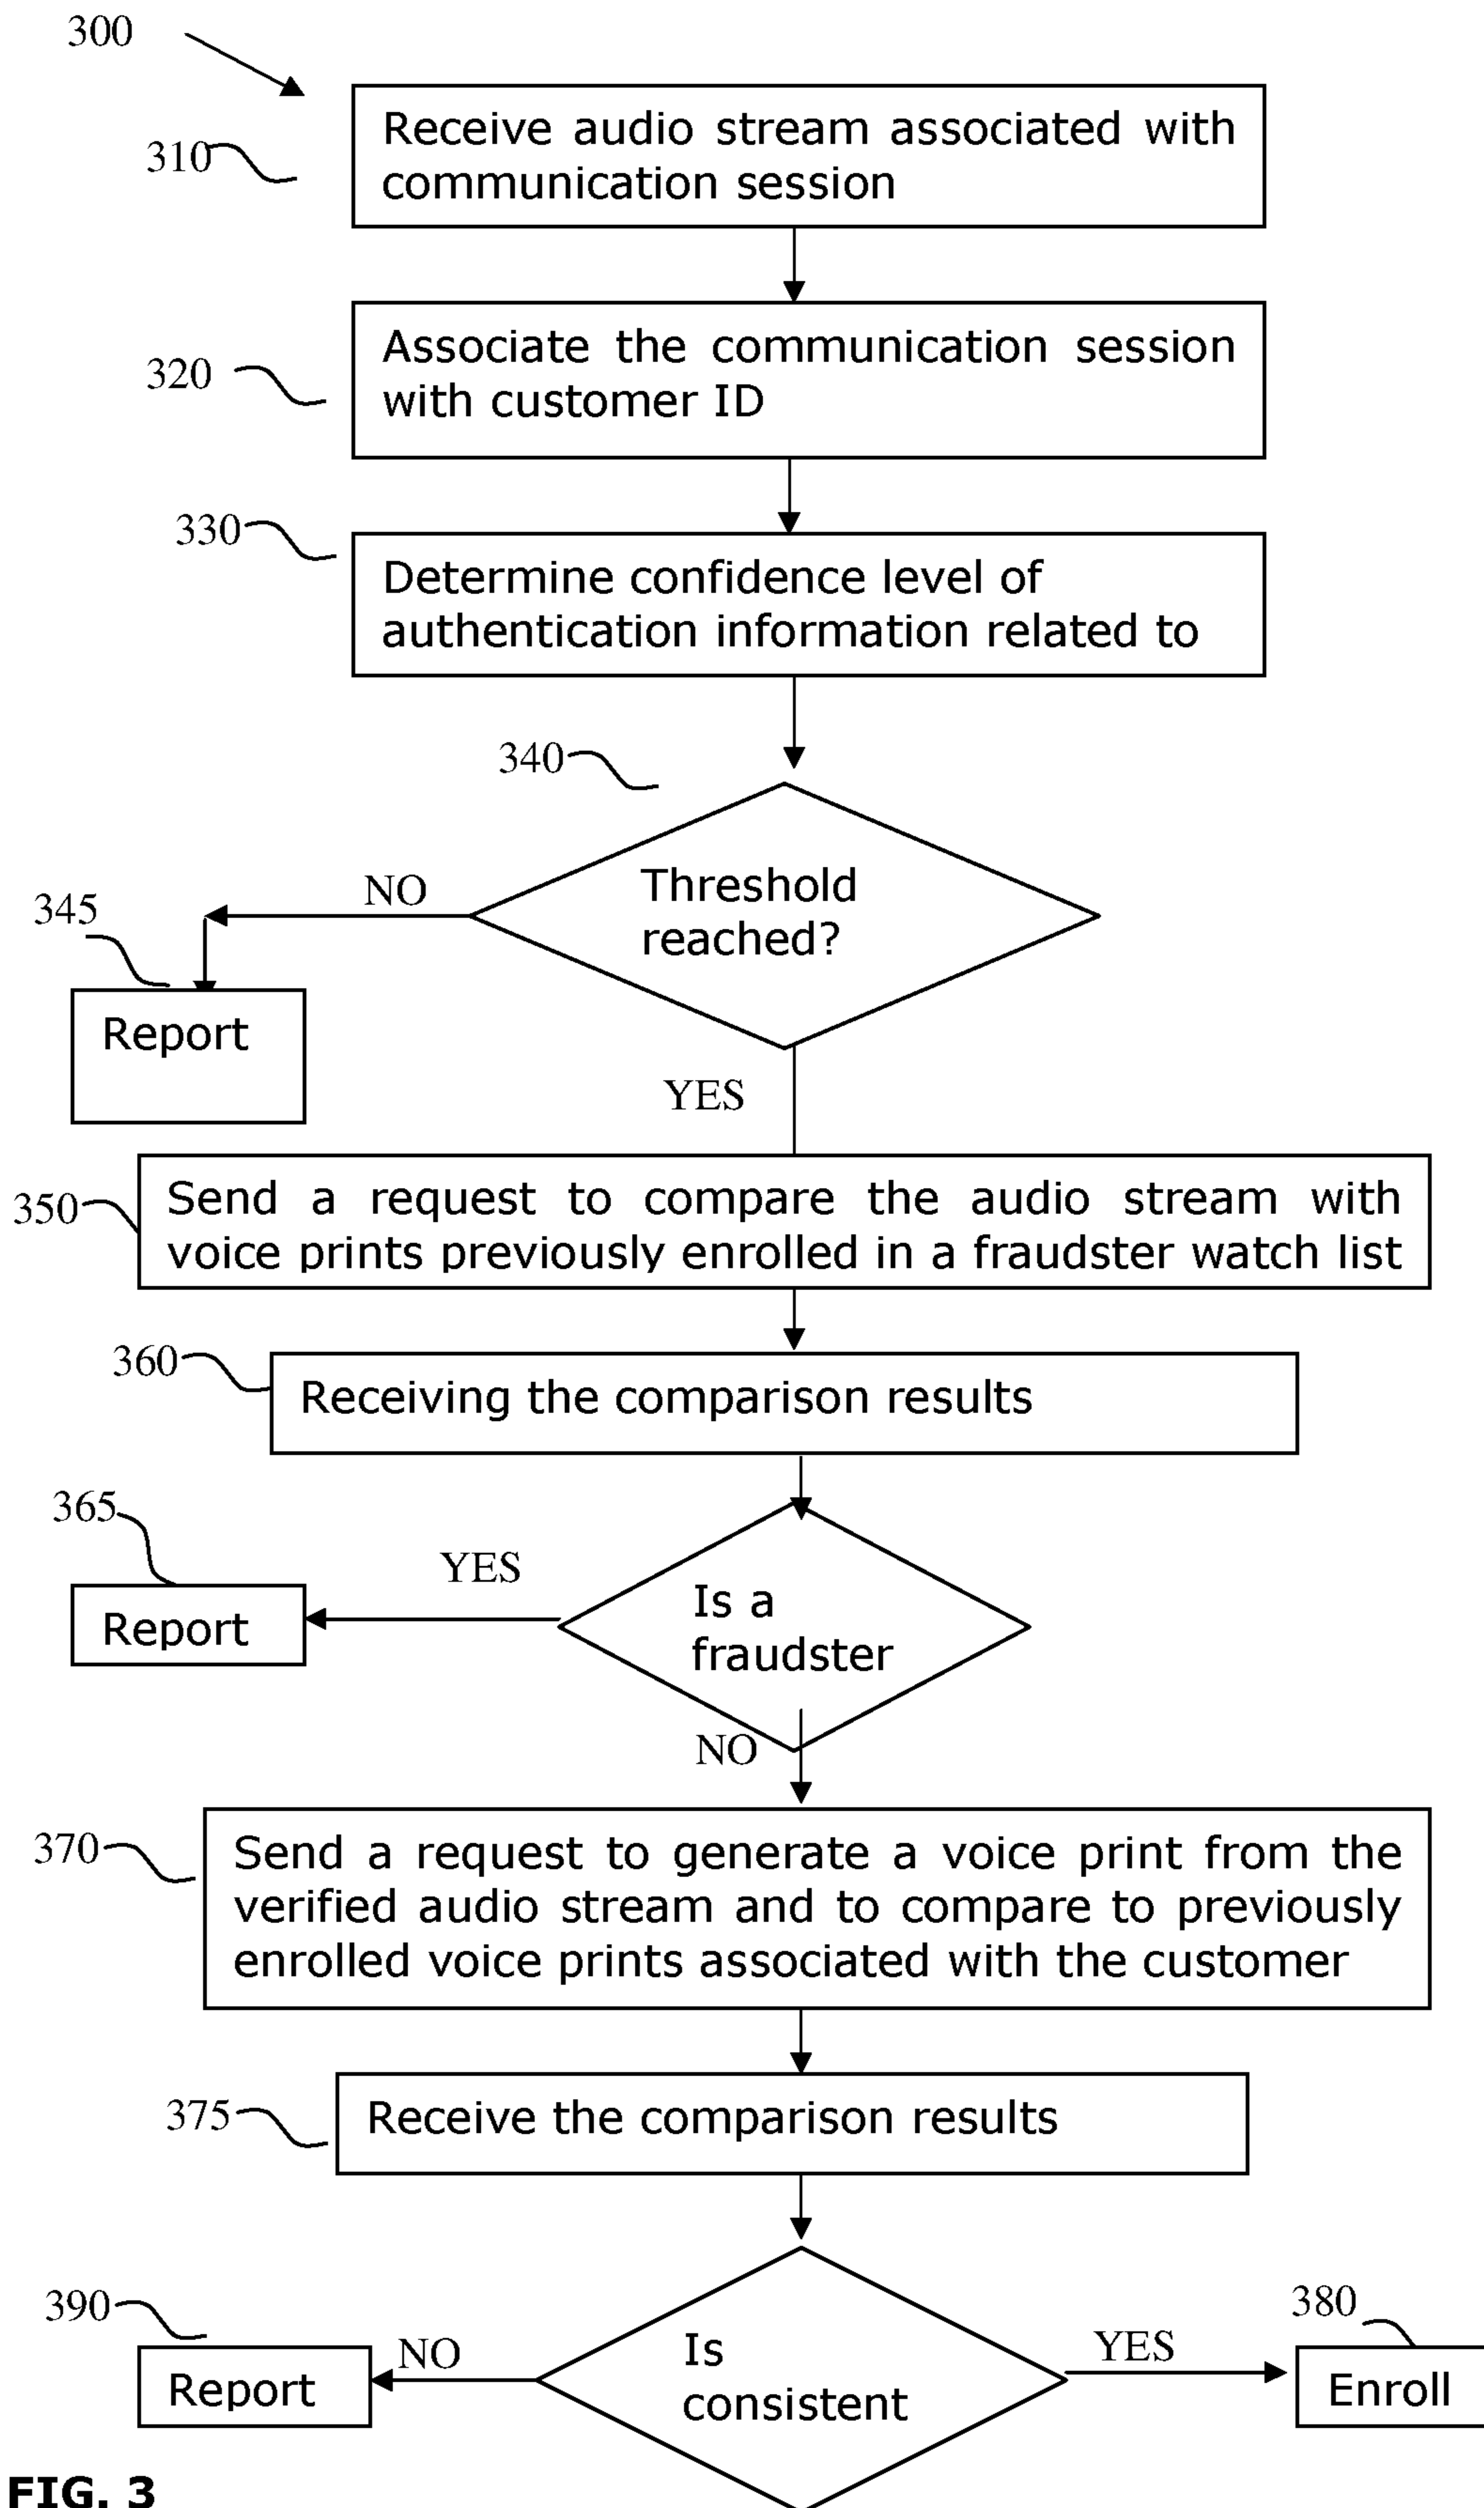 300
310
Receive audio stream associated with
communication session
320
Associate the communication session
with customer ID
330
Determine confidence level of
authentication information related to
340
Threshold
reached?
NO
345
Report
YES
350
Send a request to compare the audio stream with
voice prints previously enrolled in a fraudster watch list
360
Receiving the comparison results
365
YES
Report
Is a
fraudster
NO
370
Send a request to generate a voice print from the
verified audio stream and to compare to previously
enrolled voice prints associated with the customer
375
Receive the comparison results
390
NO
Report
Is
consistent
YES
380
Enroll
FIG. 3